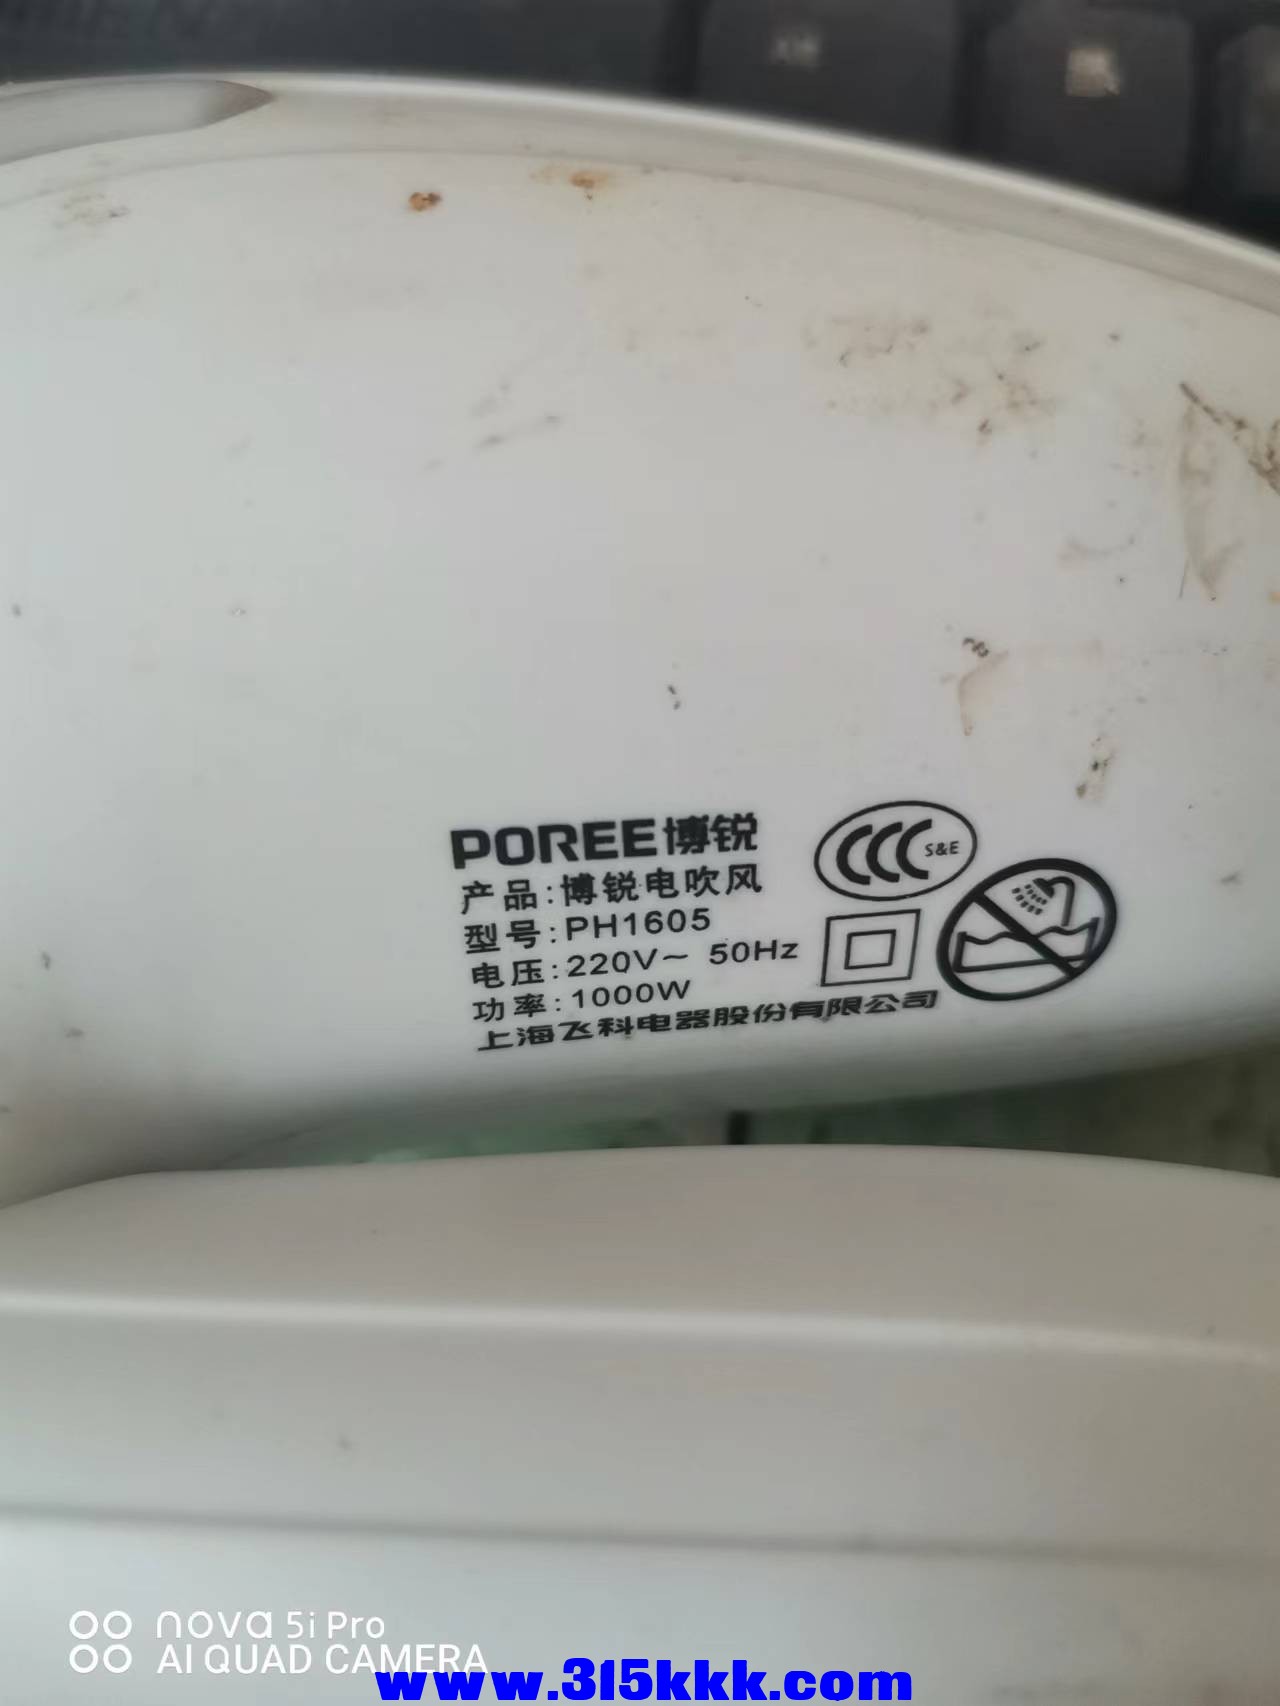 POREE博锐
产品:博锐电吹风
型号:PH1605
电压:220V~ 50Hz
功率:1000W
上海飞科电器股份有限公司
CCC S&E
nova 5i Pro
AI QUAD CAMERA
www.315kkk.com